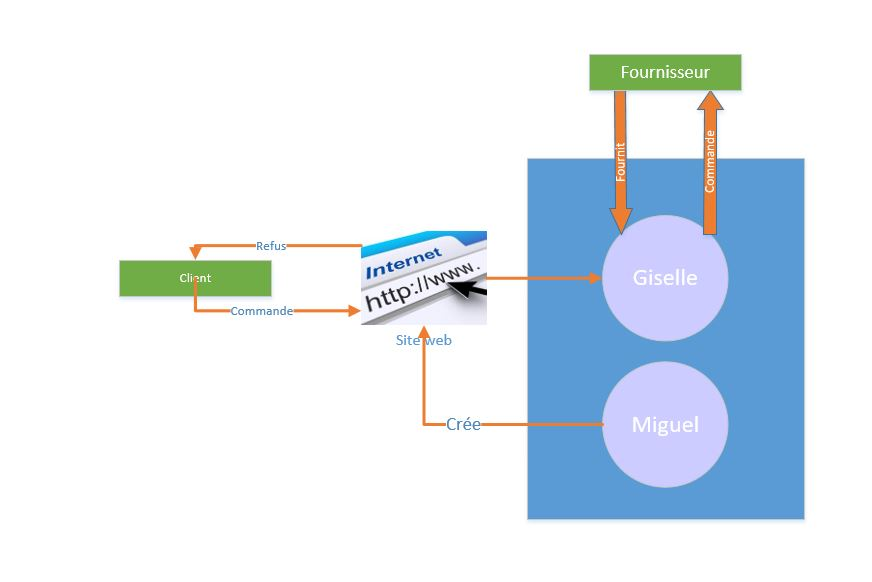 Fournisseur
Fournit
Commande
Refus
Internet
http://www.
Client
Giselle
Commande
Site web
Crée
Miguel